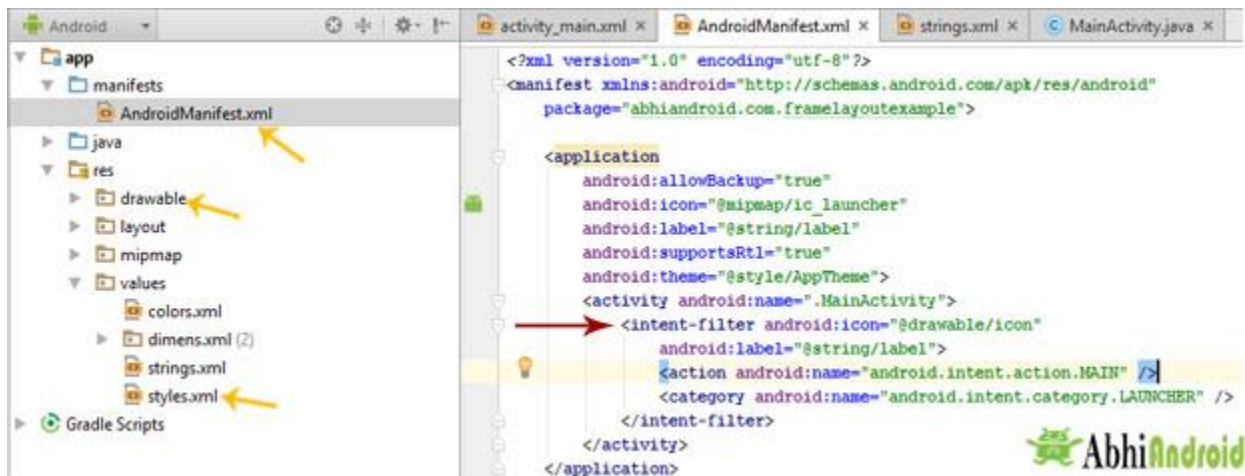 Android
app
manifests
AndroidManifest.xml
java
res
drawable
layout
mipmap
values
colors.xml
dimens.xml (2)
strings.xml
styles.xml
Gradle Scripts
activity_main.xml × AndroidManifest.xml × strings.xml × MainActivity.java ×
<?xml version="1.0" encoding="utf-8"?>
<manifest xmlns:android="http://schemas.android.com/apk/res/android"
package="abhiandroid.com.framelayoutexample">
<application
android:allowBackup="true"
android:icon="@mipmap/ic_launcher"
android:label="@string/label"
android:supportsRtl="true"
android:theme="@style/AppTheme">
<activity android:name=".MainActivity">
<intent-filter android:icon="@drawable/icon"
android:label="@string/label">
<action android:name="android.intent.action.MAIN" />
<category android:name="android.intent.category.LAUNCHER" />
</intent-filter>
</activity>
</application>
AbhiAndroid